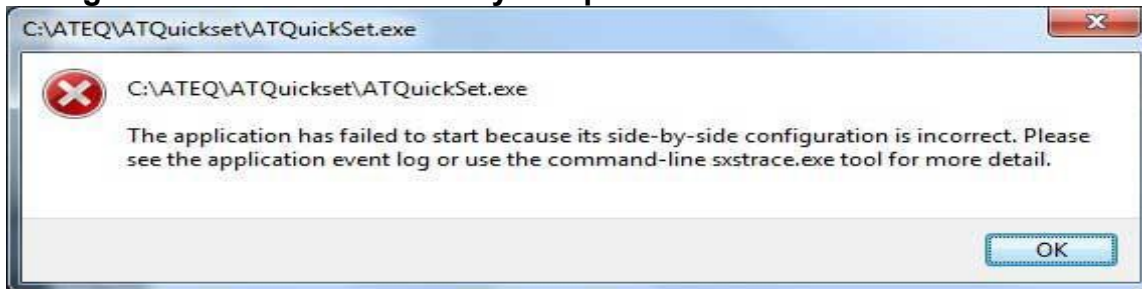 C:\ATEQ\ATQuickset\ATQuickSet.exe
C:\ATEQ\ATQuickset\ATQuickSet.exe
The application has failed to start because its side-by-side configuration is incorrect. Please
see the application event log or use the command-line sxstrace.exe tool for more detail.
OK